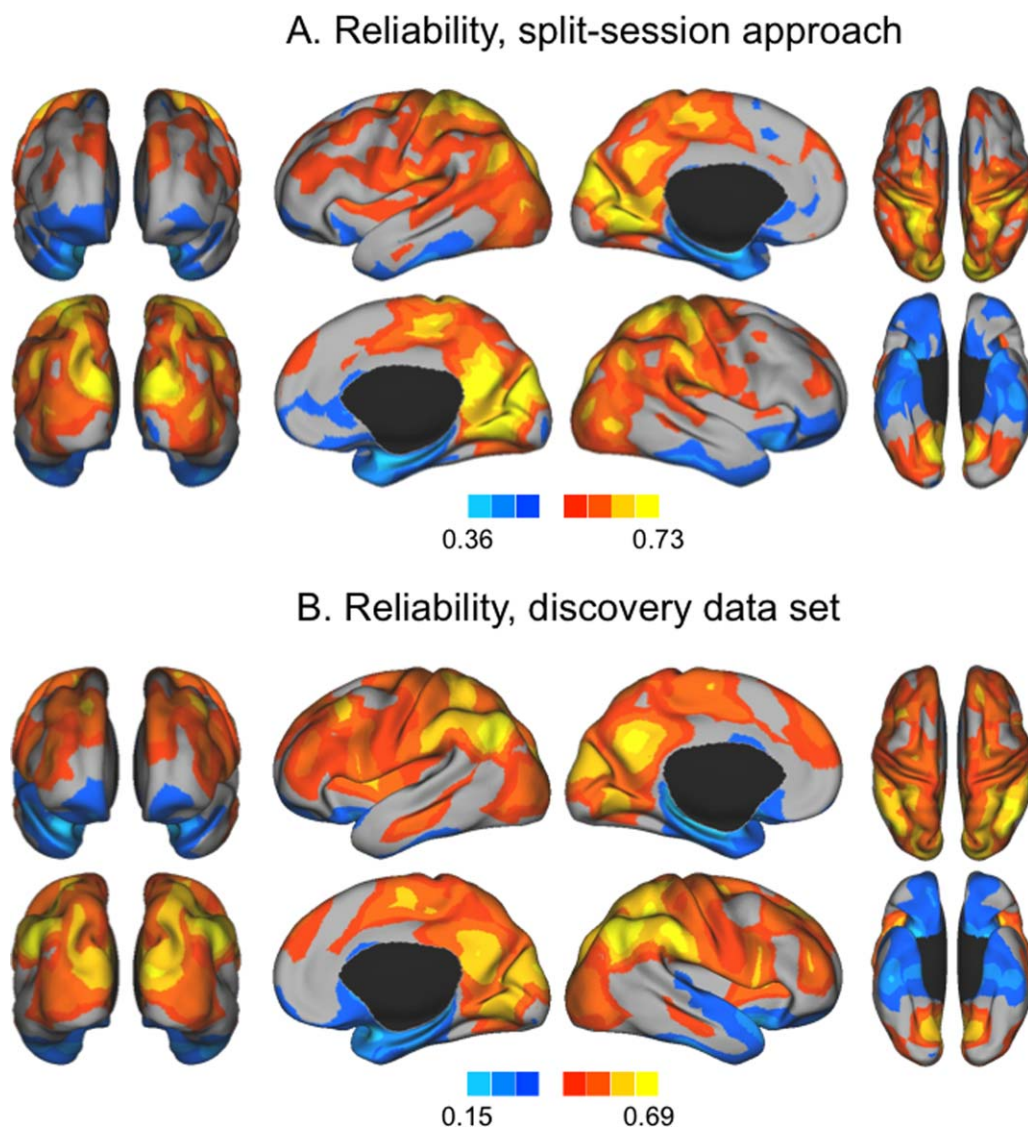 A. Reliability, split-session approach
0.36 0.73
B. Reliability, discovery data set
0.15 0.69